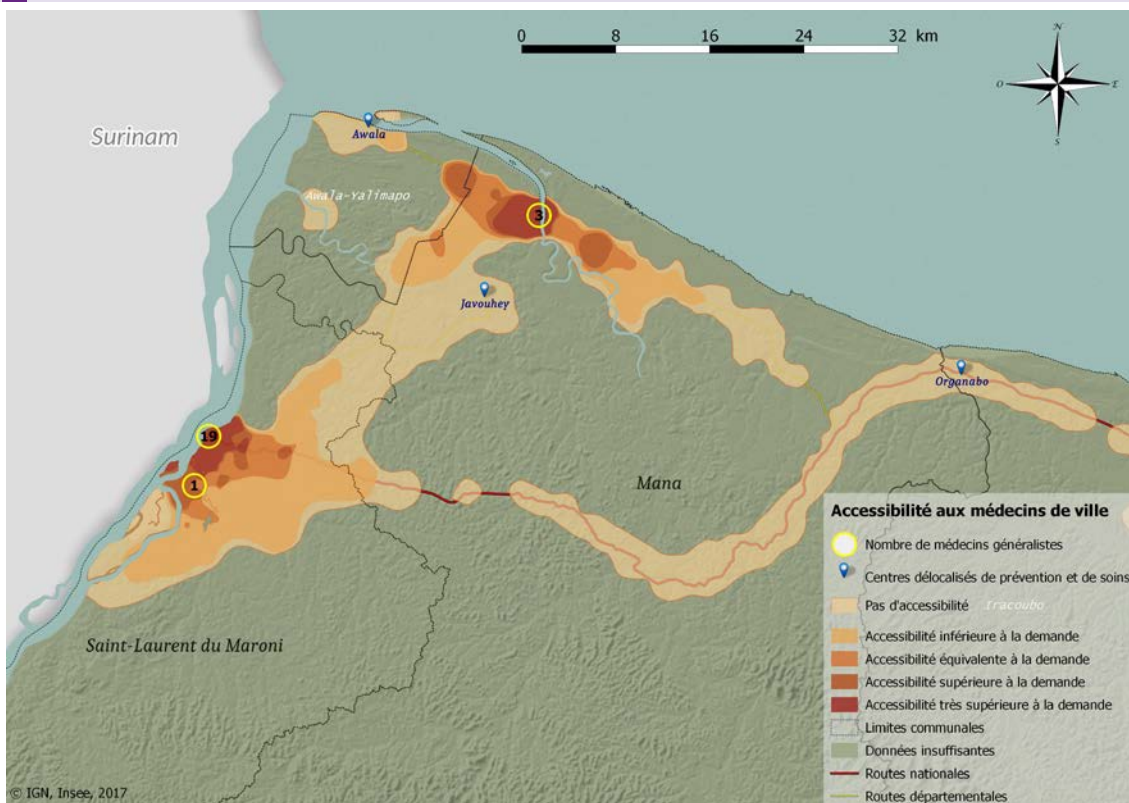 0 8 16 24 32 km
N
O E
S
Surinam
Awala
Awala-Yalimapo
3
Javouhey
Organabo
19
1
Mana
Saint-Laurent du Maroni
Accessibilité aux médecins de ville
Nombre de médecins généralistes
Centres délocalisés de prévention et de soins
Pas d'accessibilité
Iracoubo
Accessibilité inférieure à la demande
Accessibilité équivalente à la demande
Accessibilité supérieure à la demande
Accessibilité très supérieure à la demande
Limites communales
Données insuffisantes
Routes nationales
Routes départementales
© IGN, Insee, 2017